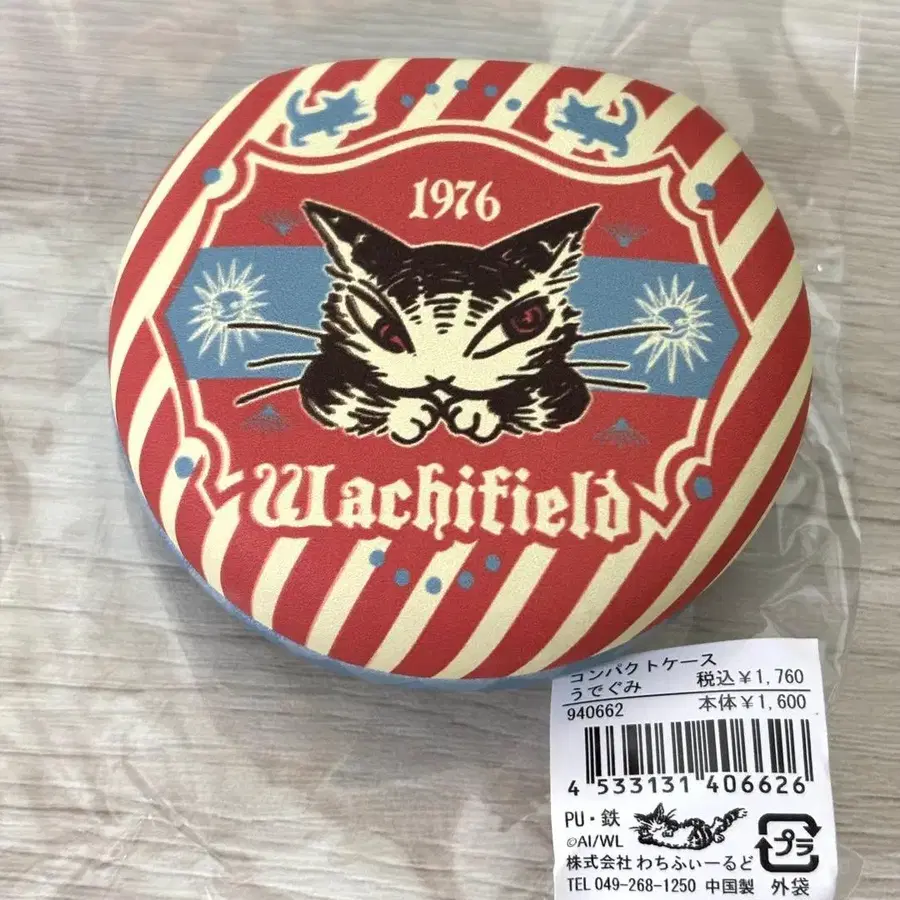 1976
Wachifield
コンパクトケース
うでぐみ
税込¥1,760
940662
本体¥1,600
4 533131 406626
PU・鉄
©AI/WL
プラ
株式会社 わちふぃーるど
TEL 049-268-1250 中国製 外袋